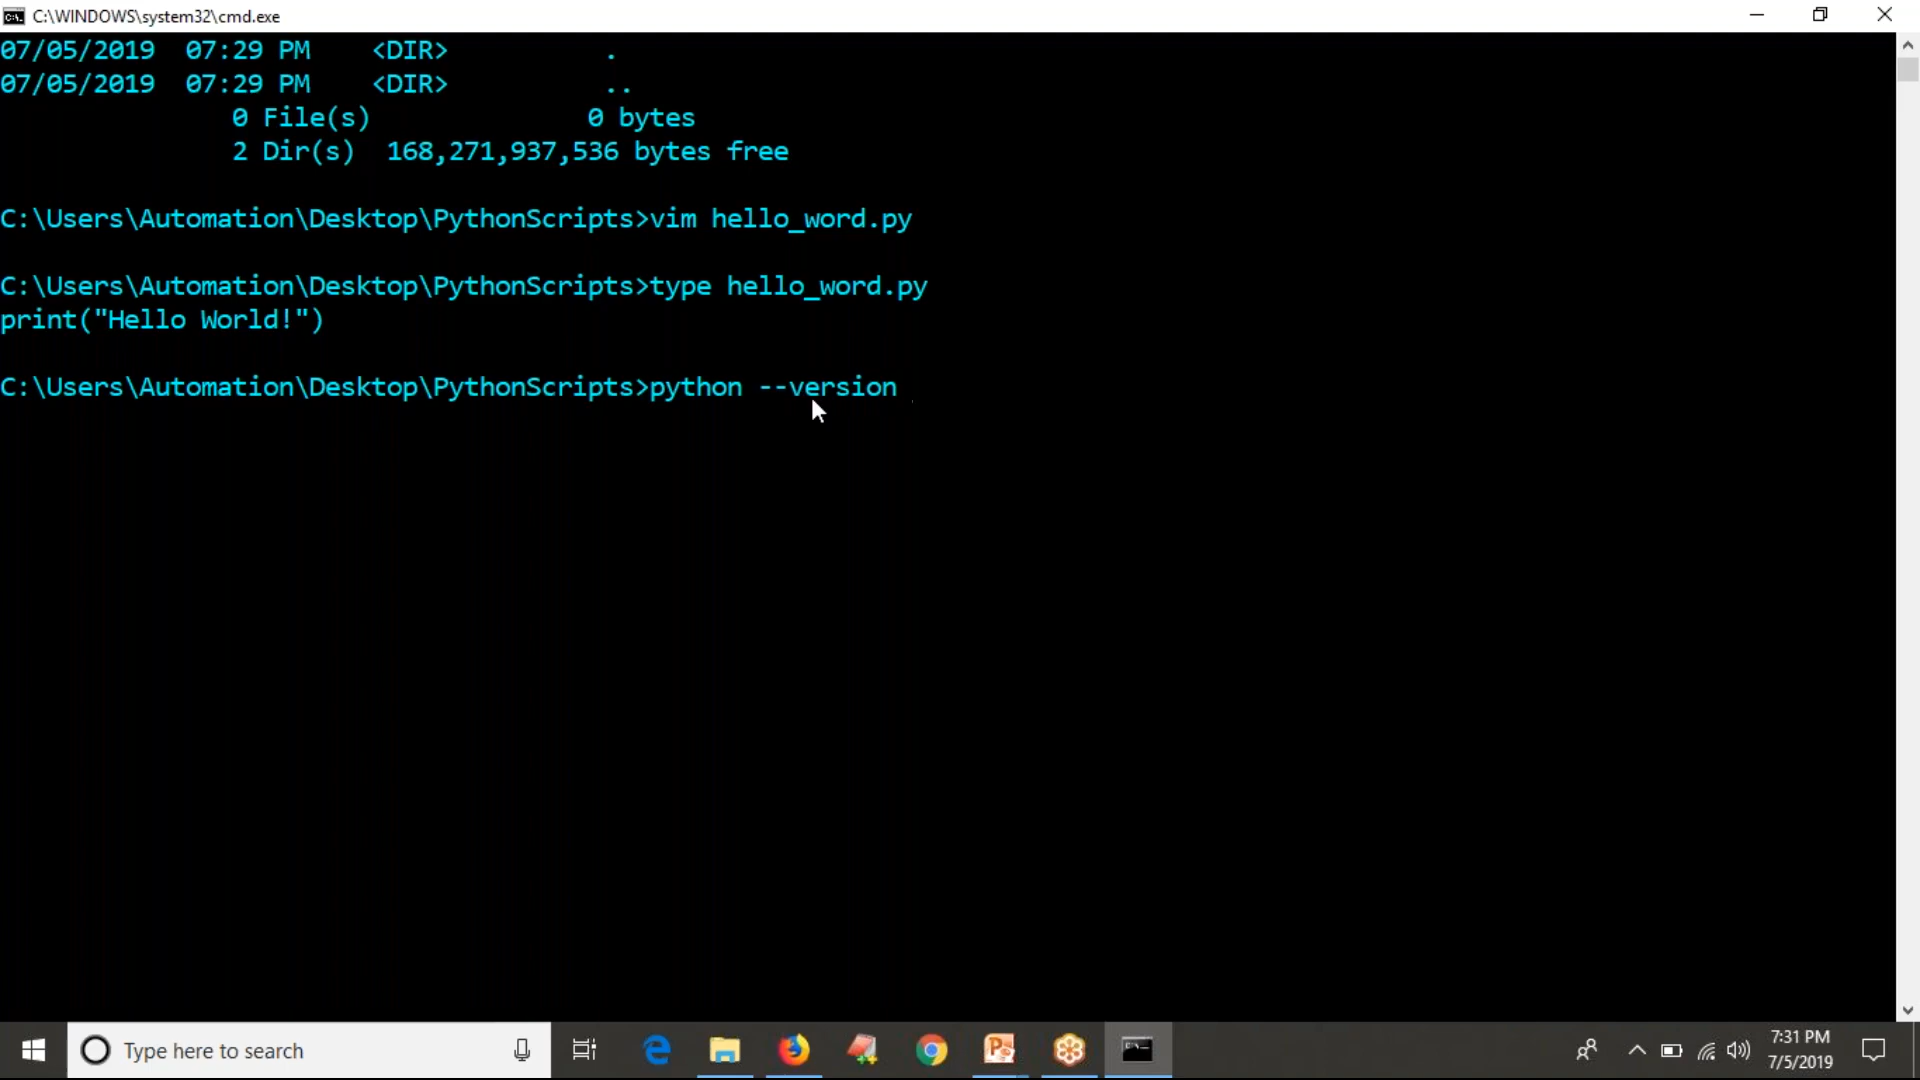 C:\WINDOWS\system32\cmd.exe
07/05/2019  07:29 PM    <DIR>          .
07/05/2019  07:29 PM    <DIR>          ..
0 File(s)              0 bytes
2 Dir(s)  168,271,937,536 bytes free
C:\Users\Automation\Desktop\PythonScripts>vim hello_word.py
C:\Users\Automation\Desktop\PythonScripts>type hello_word.py
print("Hello World!")
C:\Users\Automation\Desktop\PythonScripts>python --version
Type here to search
7:31 PM
7/5/2019